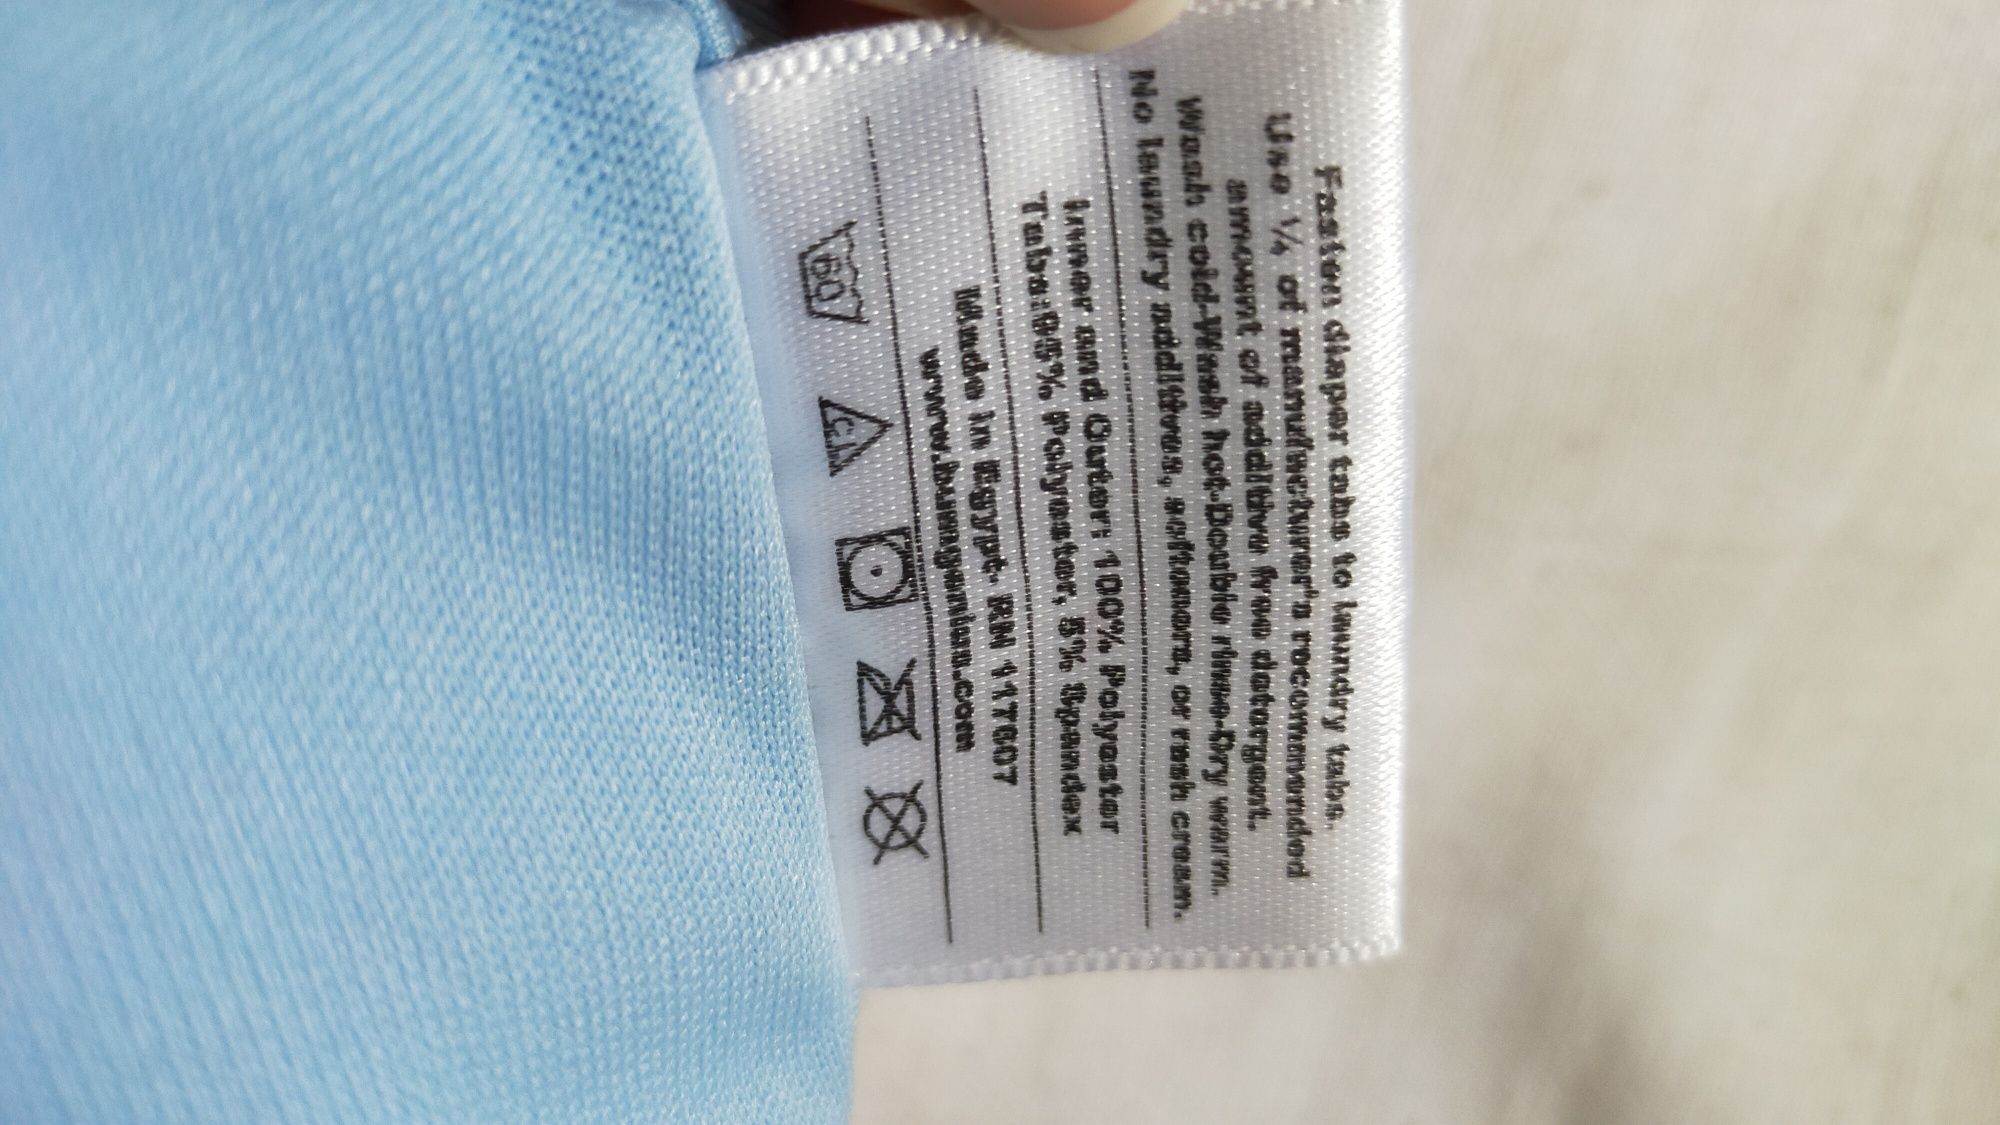 Fasten diaper tabs to laundry tabs.
Use ¼ of manufacturer's recommended
amount of additive free detergent.
Wash cold-Wash hot-Double rinse-Dry warm.
No laundry additives, softeners, or rash cream.
Inner and Outer: 100% Polyester
Tabs:95% Polyester, 5% Spandex
Made in Egypt· RN 117607
www.bumgenius.com
60 CL